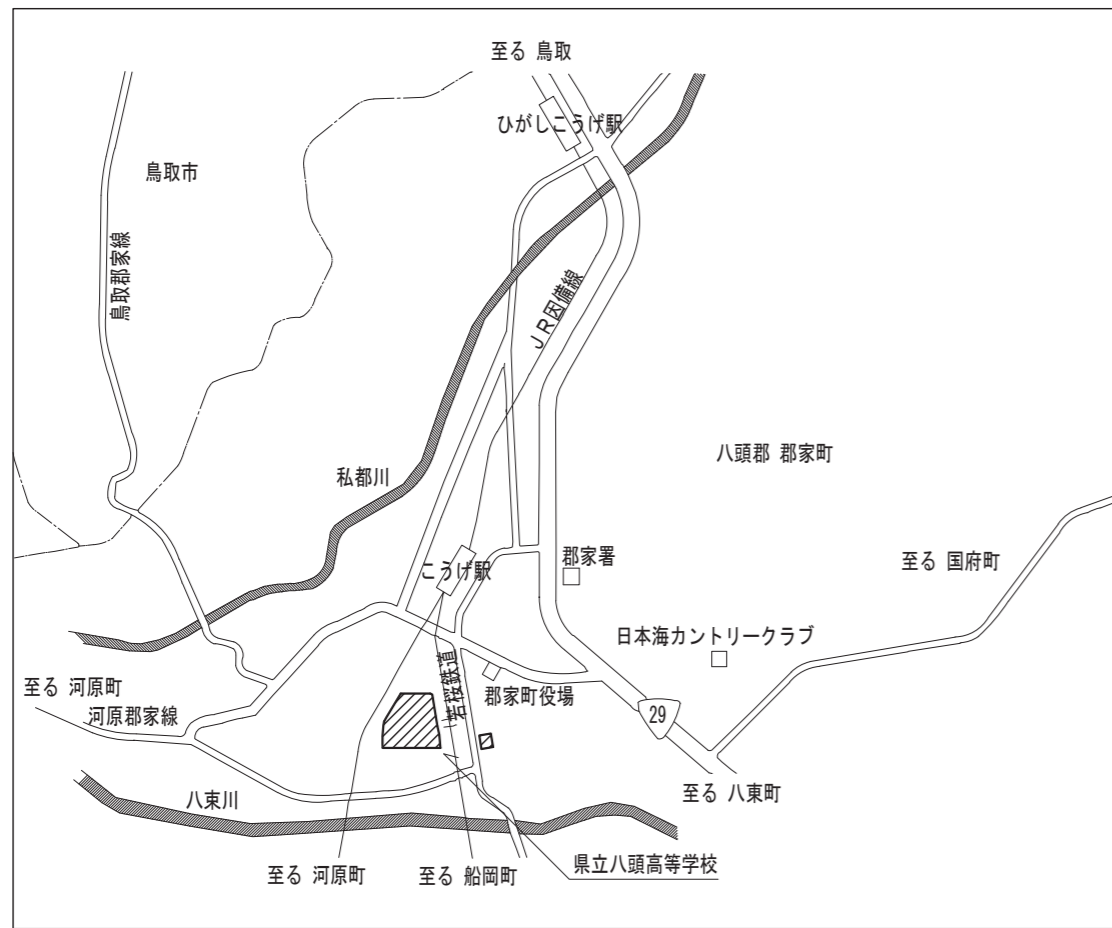 至る 鳥取
ひがしこうげ駅
鳥取市
鳥取郡家線
JR因備線
八頭郡 郡家町
私都川
郡家署
至る 国府町
こうげ駅
日本海カントリークラブ
若桜鉄道
至る 河原町
郡家町役場
河原郡家線
29
至る 八東町
八東川
県立八頭高等学校
至る 河原町
至る 船岡町